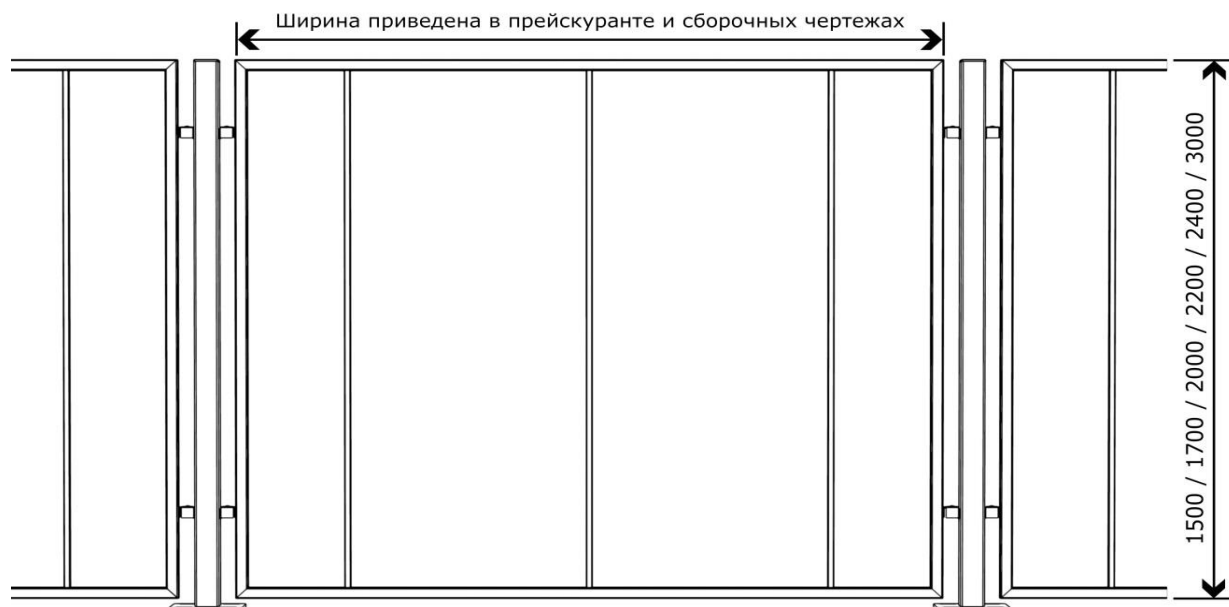 Ширина приведена в прейскуранте и сборочных чертежах
1500 / 1700 / 2000 / 2200 / 2400 / 3000